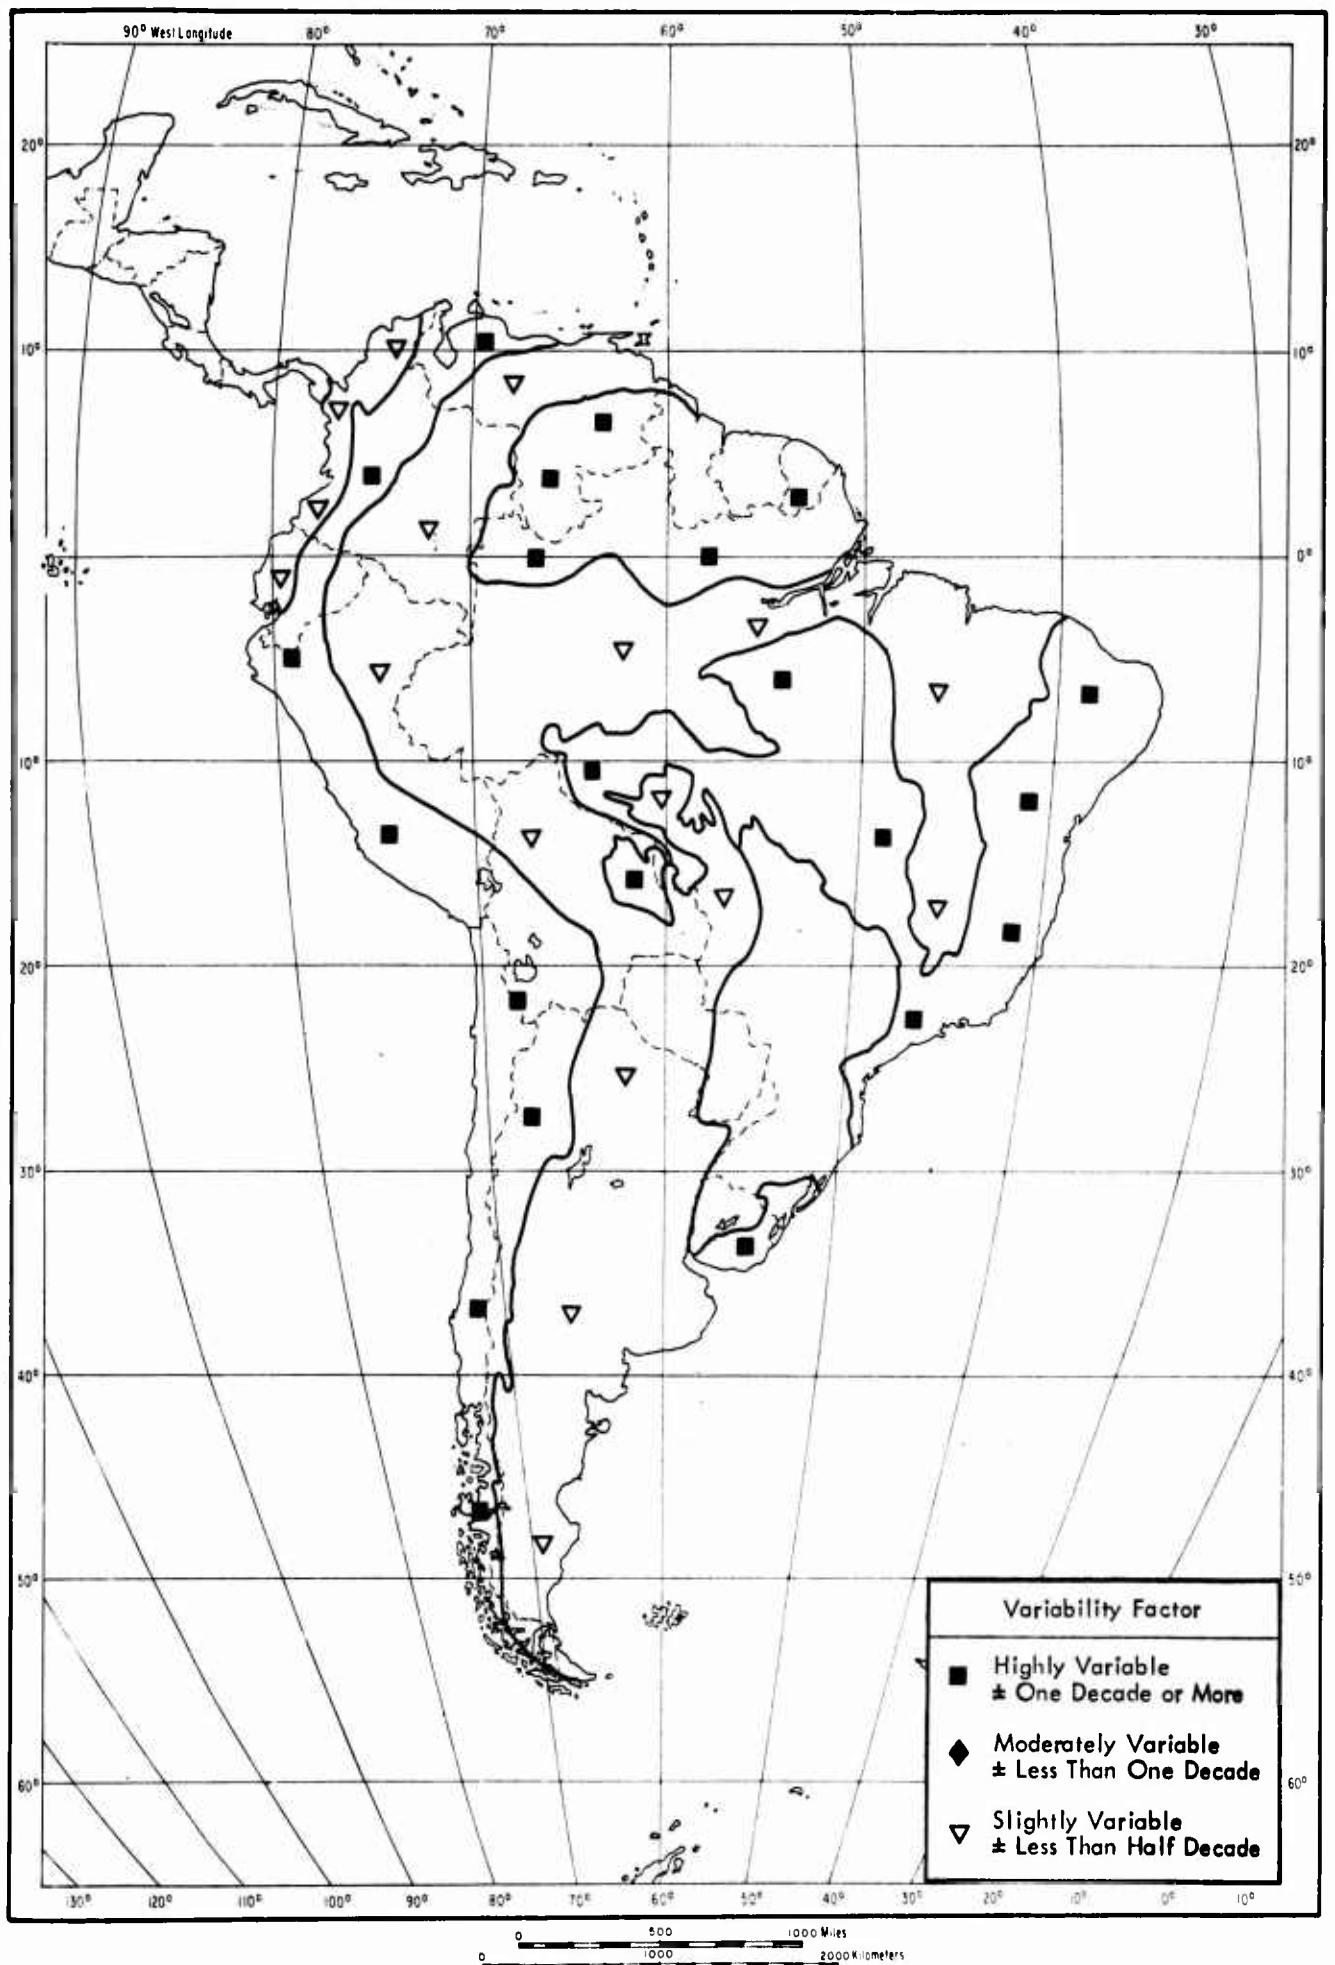 90° West Longitude 80° 70° 60° 50° 40° 30°
20° 20°
10° 10°
0° 0°
10° 10°
20° 20°
30° 30°
40° 40°
50° 50°
Variability Factor
Highly Variable
± One Decade or More
Moderately Variable
± Less Than One Decade
60° 60°
Slightly Variable
± Less Than Half Decade
130° 120° 110° 100° 90° 80° 70° 60° 50° 40° 30° 20° 10° 0° 10°
0 500 1000 Miles
0 1000 2000 Kilometers